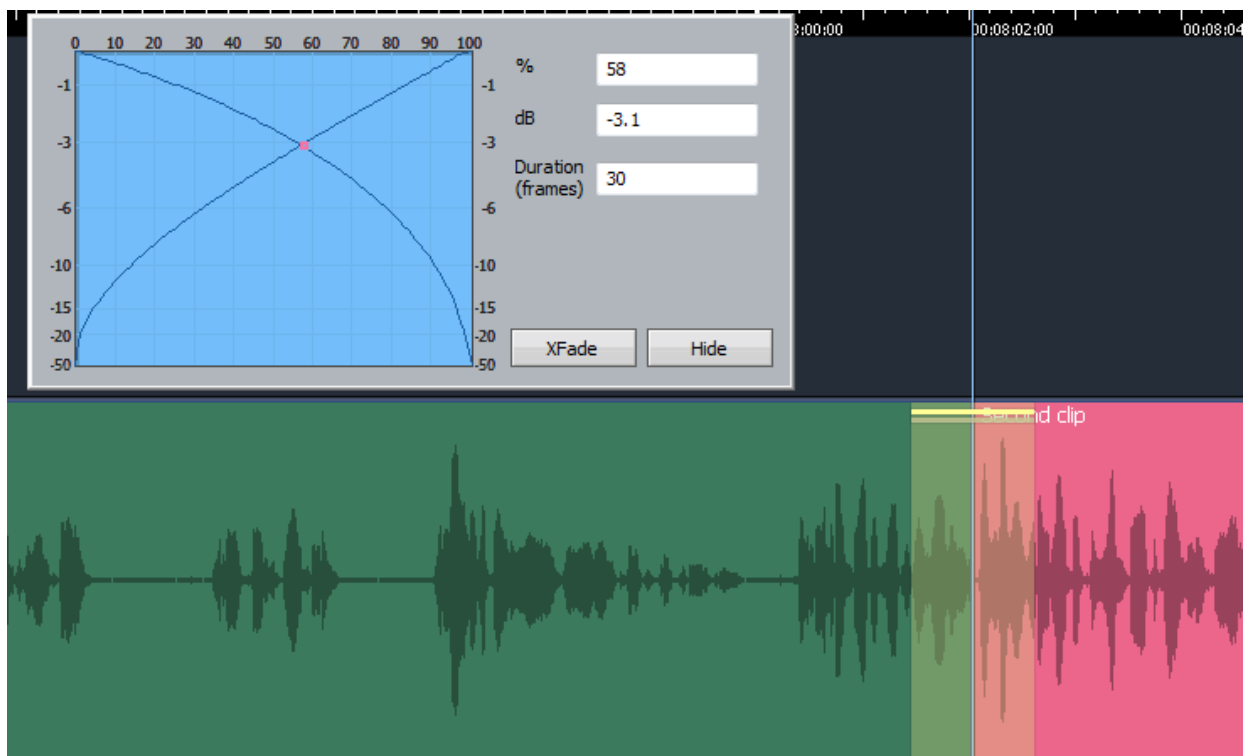 0 10 20 30 40 50 60 70 80 90 100
-1 -1
-3 -3
-6 -6
-10 -10
-15 -15
-20 -20
-50 -50
% 58
dB -3.1
Duration
(frames) 30
XFade Hide
:00:00 00:08:02:00 00:08:04
Second clip